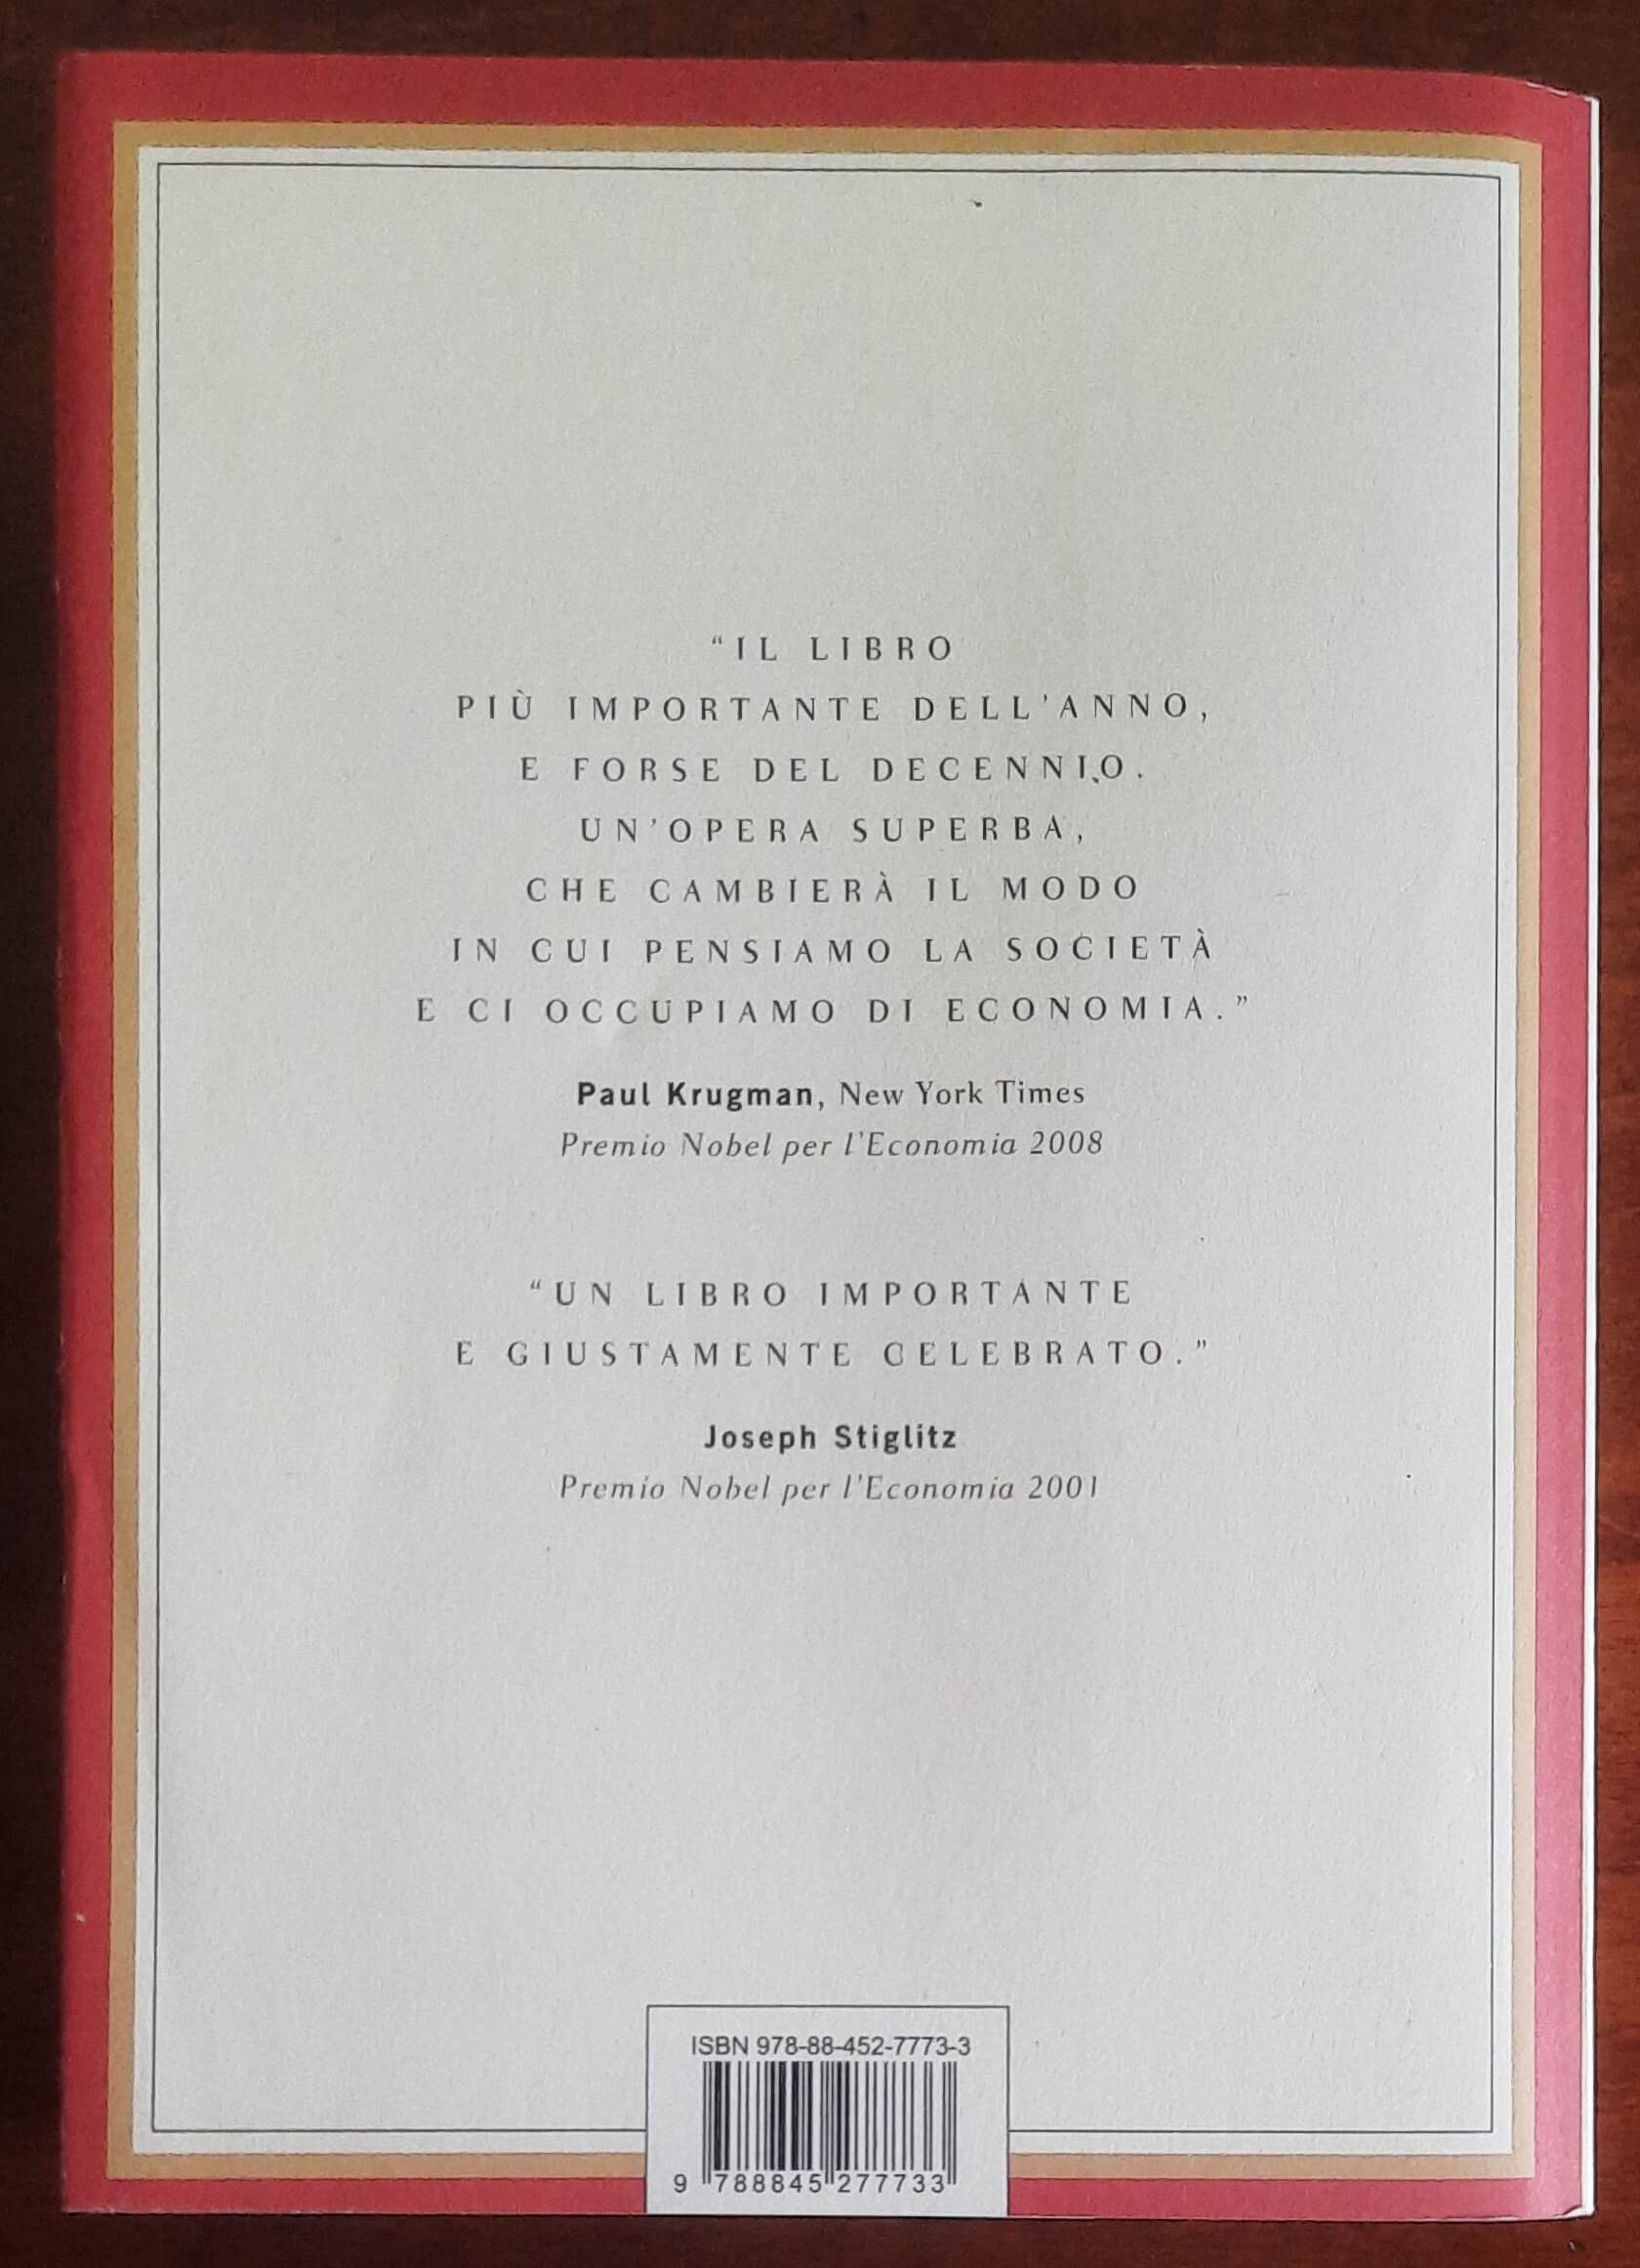 “IL LIBRO
PIÙ IMPORTANTE DELL'ANNO,
E FORSE DEL DECENNIO.
UN'OPERA SUPERBA,
CHE CAMBIERÀ IL MODO
IN CUI PENSIAMO LA SOCIETÀ
E CI OCCUPIAMO DI ECONOMIA.”
Paul Krugman, New York Times
Premio Nobel per l'Economia 2008
“UN LIBRO IMPORTANTE
E GIUSTAMENTE CELEBRATO.”
Joseph Stiglitz
Premio Nobel per l'Economia 2001
ISBN 978-88-452-7773-3
9 788845 277733